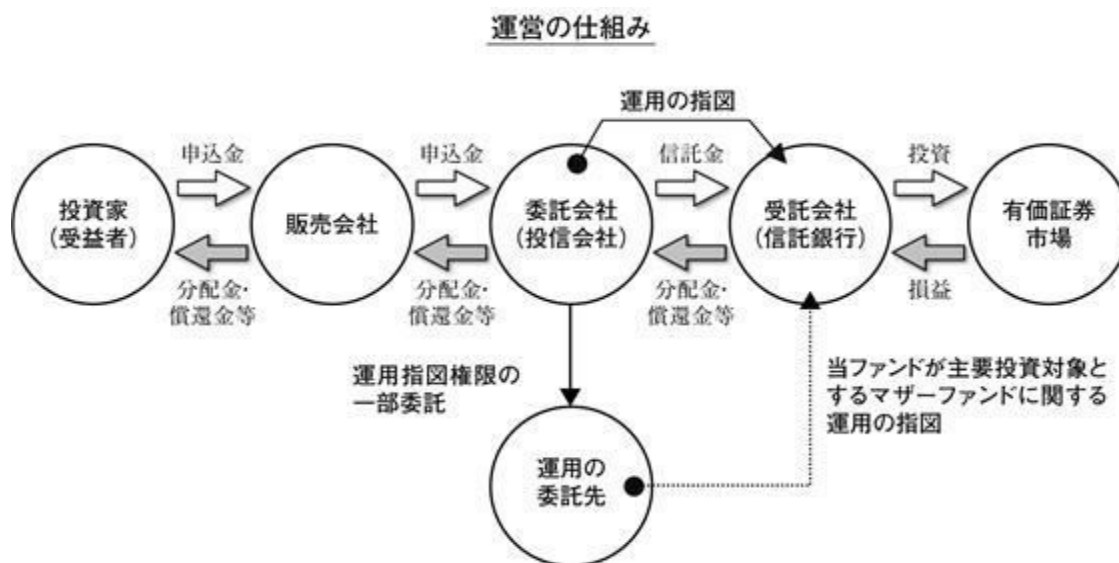 運営の仕組み
運用の指図
申込金
申込金
信託金
投資
投資家
(受益者)
販売会社
委託会社
(投信会社)
受託会社
(信託銀行)
有価証券
市場
分配金・
償還金等
分配金・
償還金等
分配金・
償還金等
損益
運用指図権限の
一部委託
当ファンドが主要投資対象と
するマザーファンドに関する
運用の指図
運用の
委託先